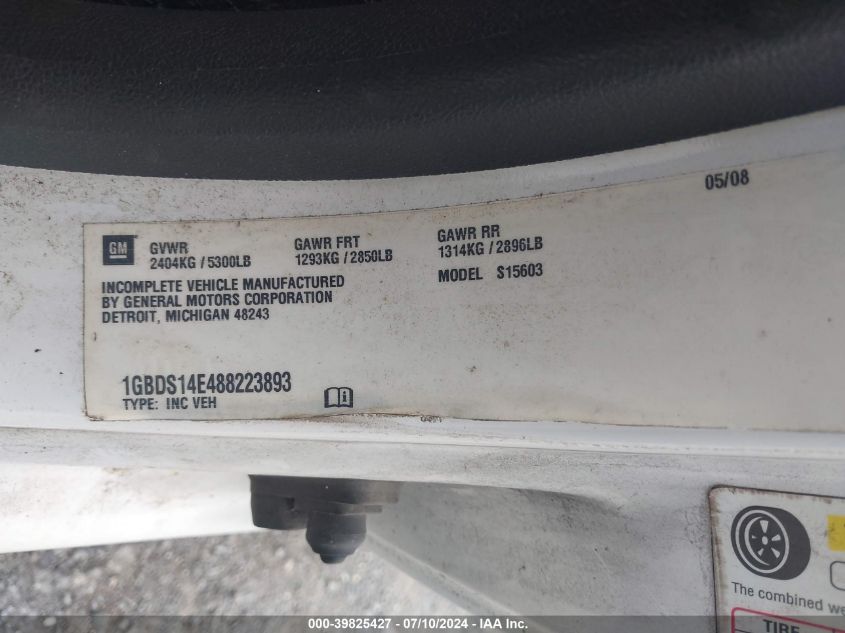 05/08
GM
GVWR
2404KG / 5300LB
GAWR FRT
1293KG / 2850LB
GAWR RR
1314KG / 2896LB
INCOMPLETE VEHICLE MANUFACTURED
BY GENERAL MOTORS CORPORATION
DETROIT, MICHIGAN 48243
MODEL S15603
1GBDS14E488223893
TYPE: INC VEH
The combined we
TIRE
000-39825427 - 07/10/2024 -